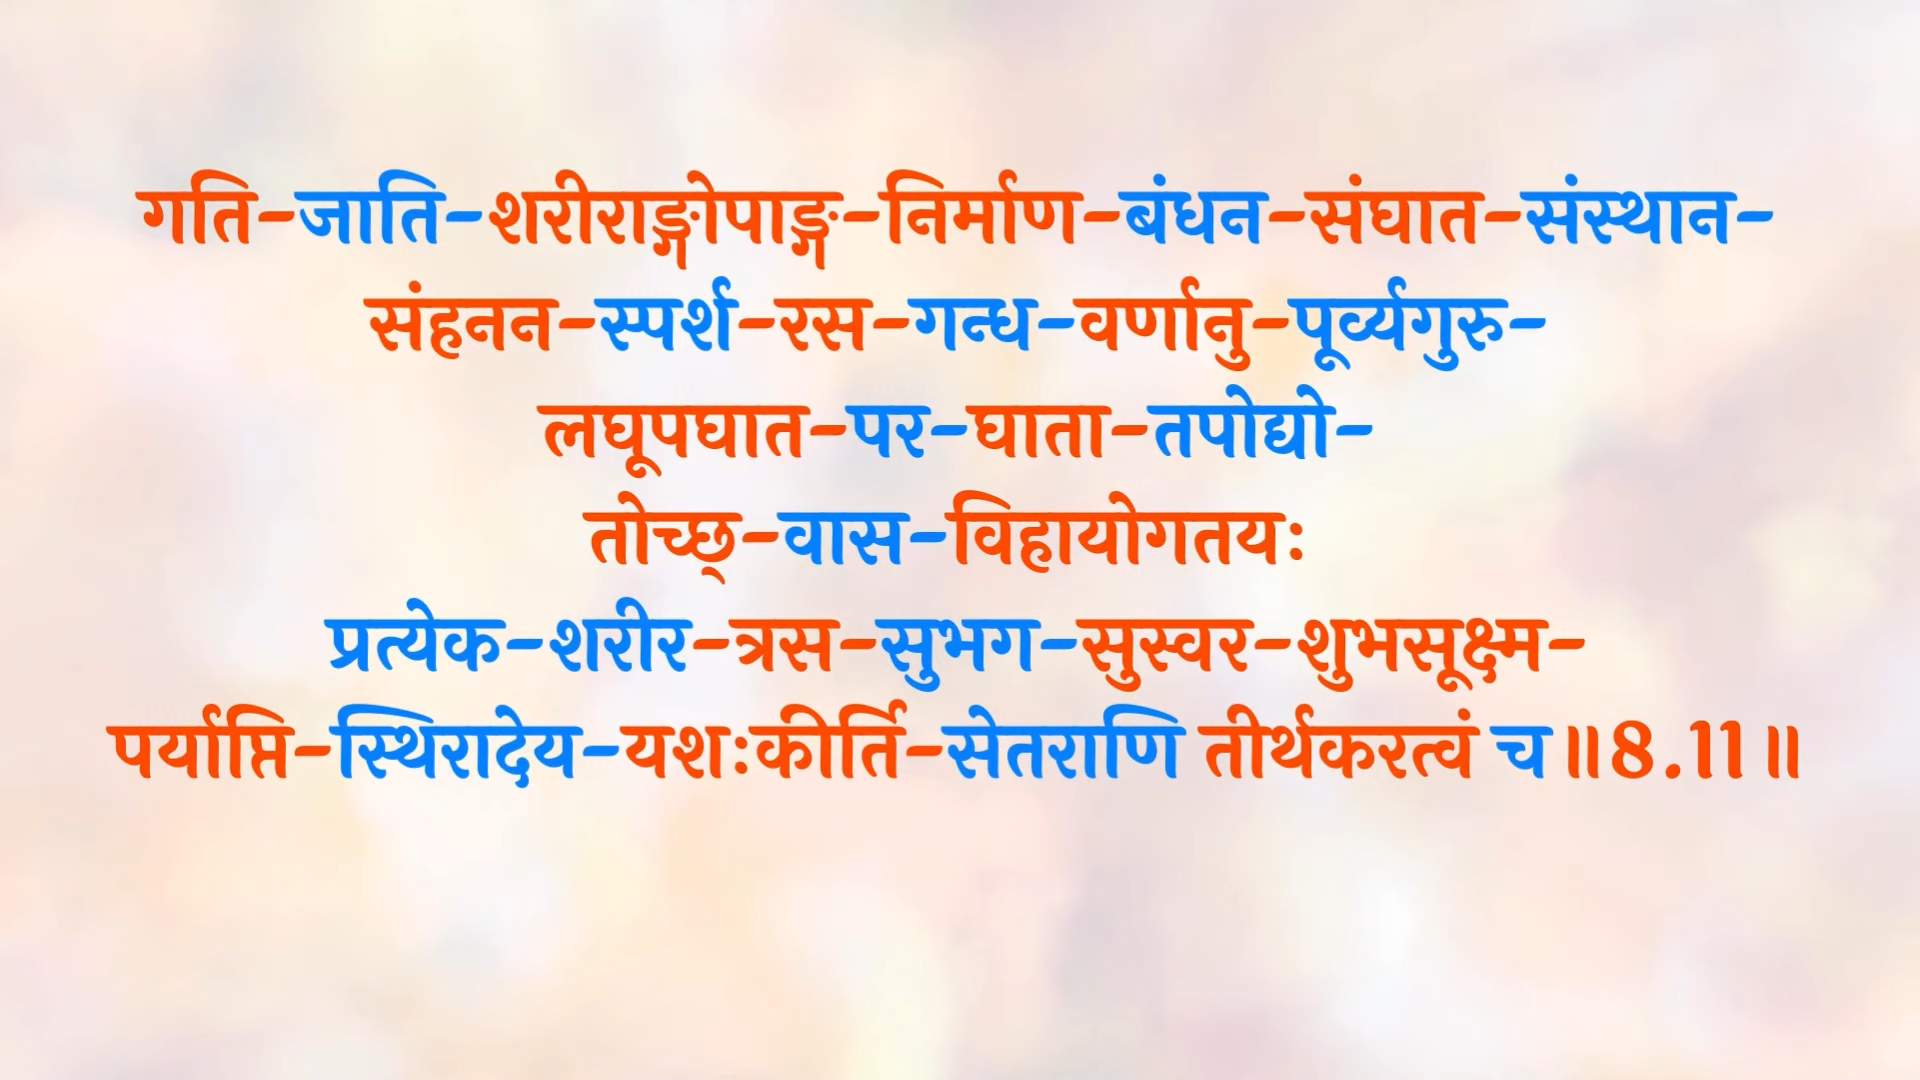 गति-जाति-शरीराङ्गोपाङ्ग-निर्माण-बंधन-संघात-संस्थान-
संहनन-स्पर्श-रस-गन्ध-वर्णानु-पूर्व्यगुरु-
लघूपघात-पर-घाता-तपोद्यो-
तोच्छ्-वास-विहायोगतयः
प्रत्येक-शरीर-त्रस-सुभग-सुस्वर-शुभसूक्ष्म-
पर्याप्ति-स्थिरादेय-यशःकीर्ति-सेतराणि तीर्थकरत्वं च॥8.11॥